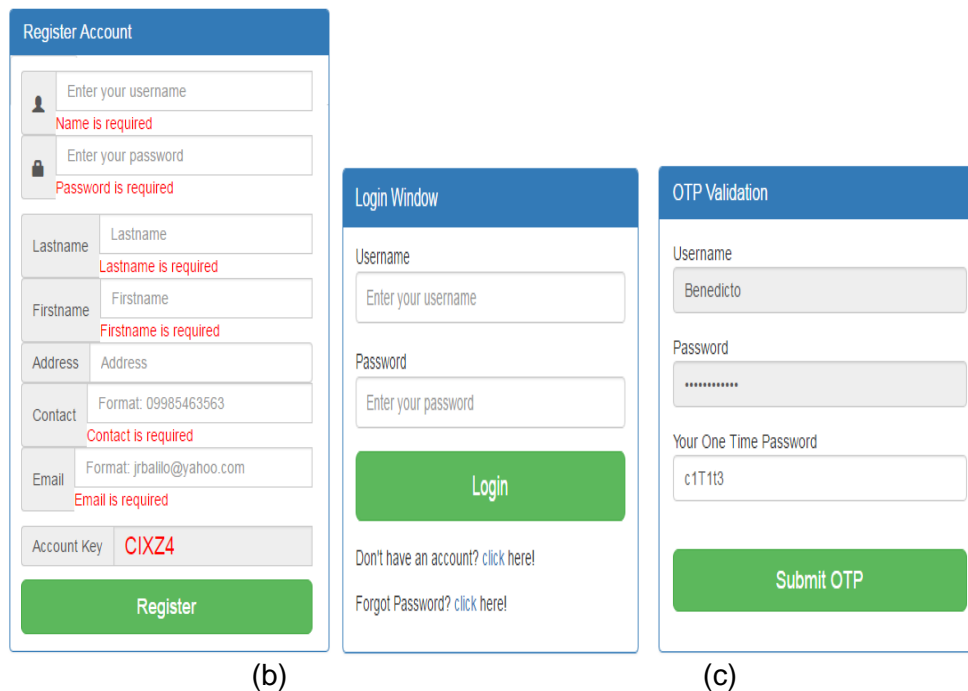 Register Account
Enter your username
Name is required
Enter your password
Password is required
Lastname
Lastname
Lastname is required
Firstname
Firstname
Firstname is required
Address
Address
Contact
Format: 09985463563
Contact is required
Email
Format: jrbalilo@yahoo.com
Email is required
Account Key
CIXZ4
Register
Login Window
Username
Enter your username
Password
Enter your password
Login
Don't have an account? click here!
Forgot Password? click here!
OTP Validation
Username
Benedicto
Password
••••••••••••
Your One Time Password
c1T1t3
Submit OTP
(b)
(c)